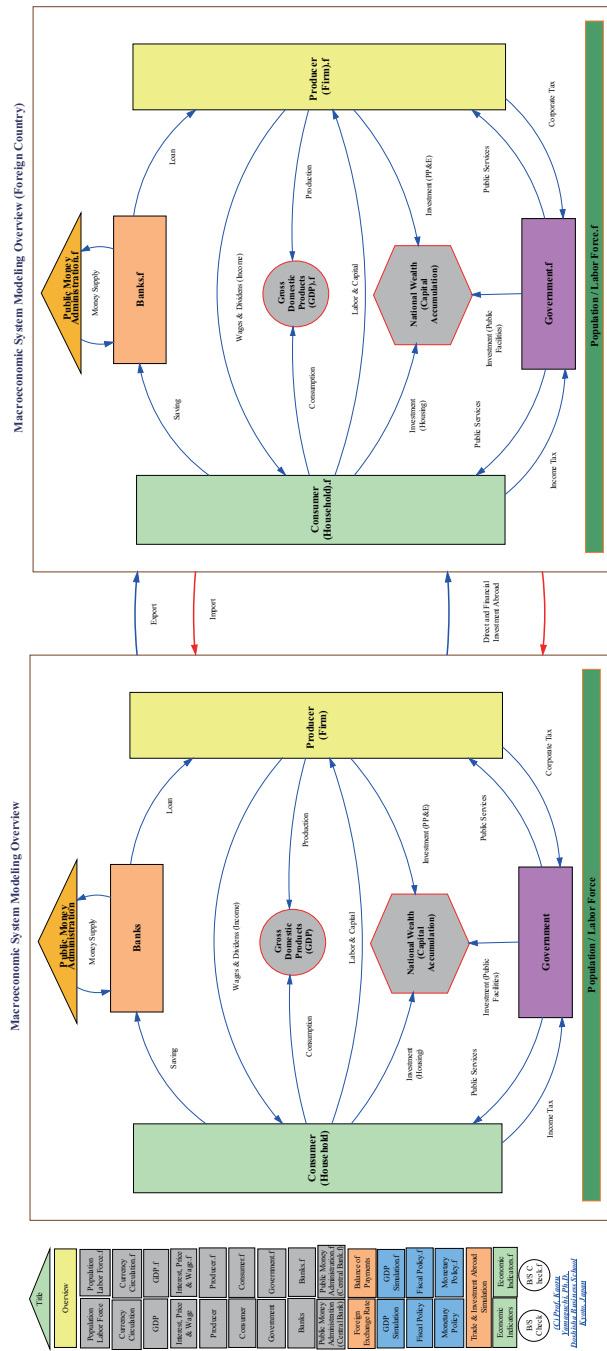 Title
Overview
Population
Labor Force
Population
Labor Force.f
Currency
Circulation
Currency
Circulation.f
GDP
GDP.f
Interest, Price
& Wage
Interest, Price
& Wage.f
Producer
Producer.f
Consumer
Consumer.f
Government
Government.f
Banks
Banks.f
Public Money
Administration
(Central Bank)
Public Money
Administration.f
(Central Bank.f)
Foreign
Exchange Rate
Balance of
Payments
GDP
Simulation
GDP
Simulation.f
Fiscal Policy
Fiscal Policy.f
Monetary
Policy
Monetary
Policy.f
Trade & Investment Abroad
Simulation
Economic
Indicators
Economic
Indicators.f
B/S
Check
B/S C
heck.f
(C) Prof. Kaoru
Yamaguchi, Ph.D.
Doshisha Business School
Kyoto, Japan
Macroeconomic System Modeling Overview
Public Money
Administration
Money Supply
Banks
Saving
Loan
Consumer
(Household)
Producer
(Firm)
Wages & Dividens (Income)
Production
Gross
Domestic
Products
(GDP)
Consumption
Labor & Capital
Investment (PP&E)
National Wealth
(Capital
Accumulation)
Investment
(Housing)
Investment (Public
Facilities)
Public Services
Public Services
Government
Income Tax
Corporate Tax
Population / Labor Force
Export
Import
Direct and Financial
Investment Abroad
Macroeconomic System Modeling Overview (Foreign Country)
Public Money
Administration.f
Money Supply
Banks.f
Saving
Loan
Consumer
(Household).f
Producer
(Firm).f
Wages & Dividens (Income)
Production
Gross
Domestic
Products
(GDP).f
Consumption
Labor & Capital
Investment (PP&E)
National Wealth
(Capital
Accumulation)
Investment
(Housing)
Investment (Public
Facilities)
Public Services
Public Services
Government.f
Income Tax
Corporate Tax
Population / Labor Force.f